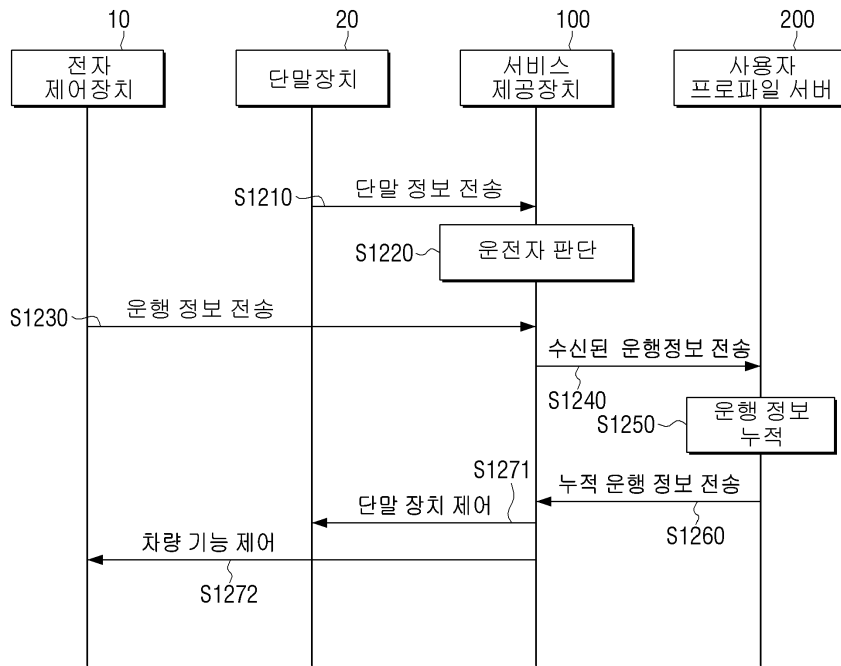 10
20
100
200
전자
제어장치
단말장치
서비스
제공장치
사용자
프로파일 서버
S1210
단말 정보 전송
S1220
운전자 판단
S1230
운행 정보 전송
수신된 운행정보 전송
S1240
S1250
운행 정보
누적
S1271
단말 장치 제어
누적 운행 정보 전송
S1260
차량 기능 제어
S1272